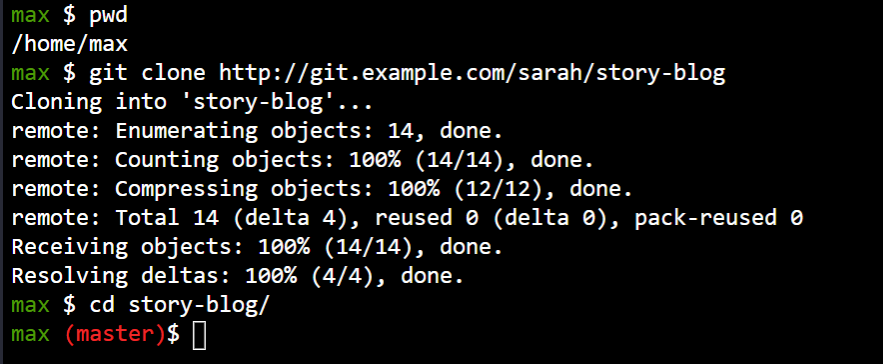 max $ pwd
/home/max
max $ git clone http://git.example.com/sarah/story-blog
Cloning into 'story-blog'...
remote: Enumerating objects: 14, done.
remote: Counting objects: 100% (14/14), done.
remote: Compressing objects: 100% (12/12), done.
remote: Total 14 (delta 4), reused 0 (delta 0), pack-reused 0
Receiving objects: 100% (14/14), done.
Resolving deltas: 100% (4/4), done.
max $ cd story-blog/
max (master)$